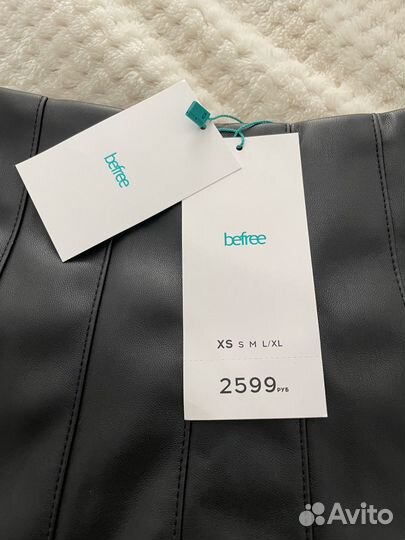 befree
befree
XS S M L/XL
2599 РУБ
Avito